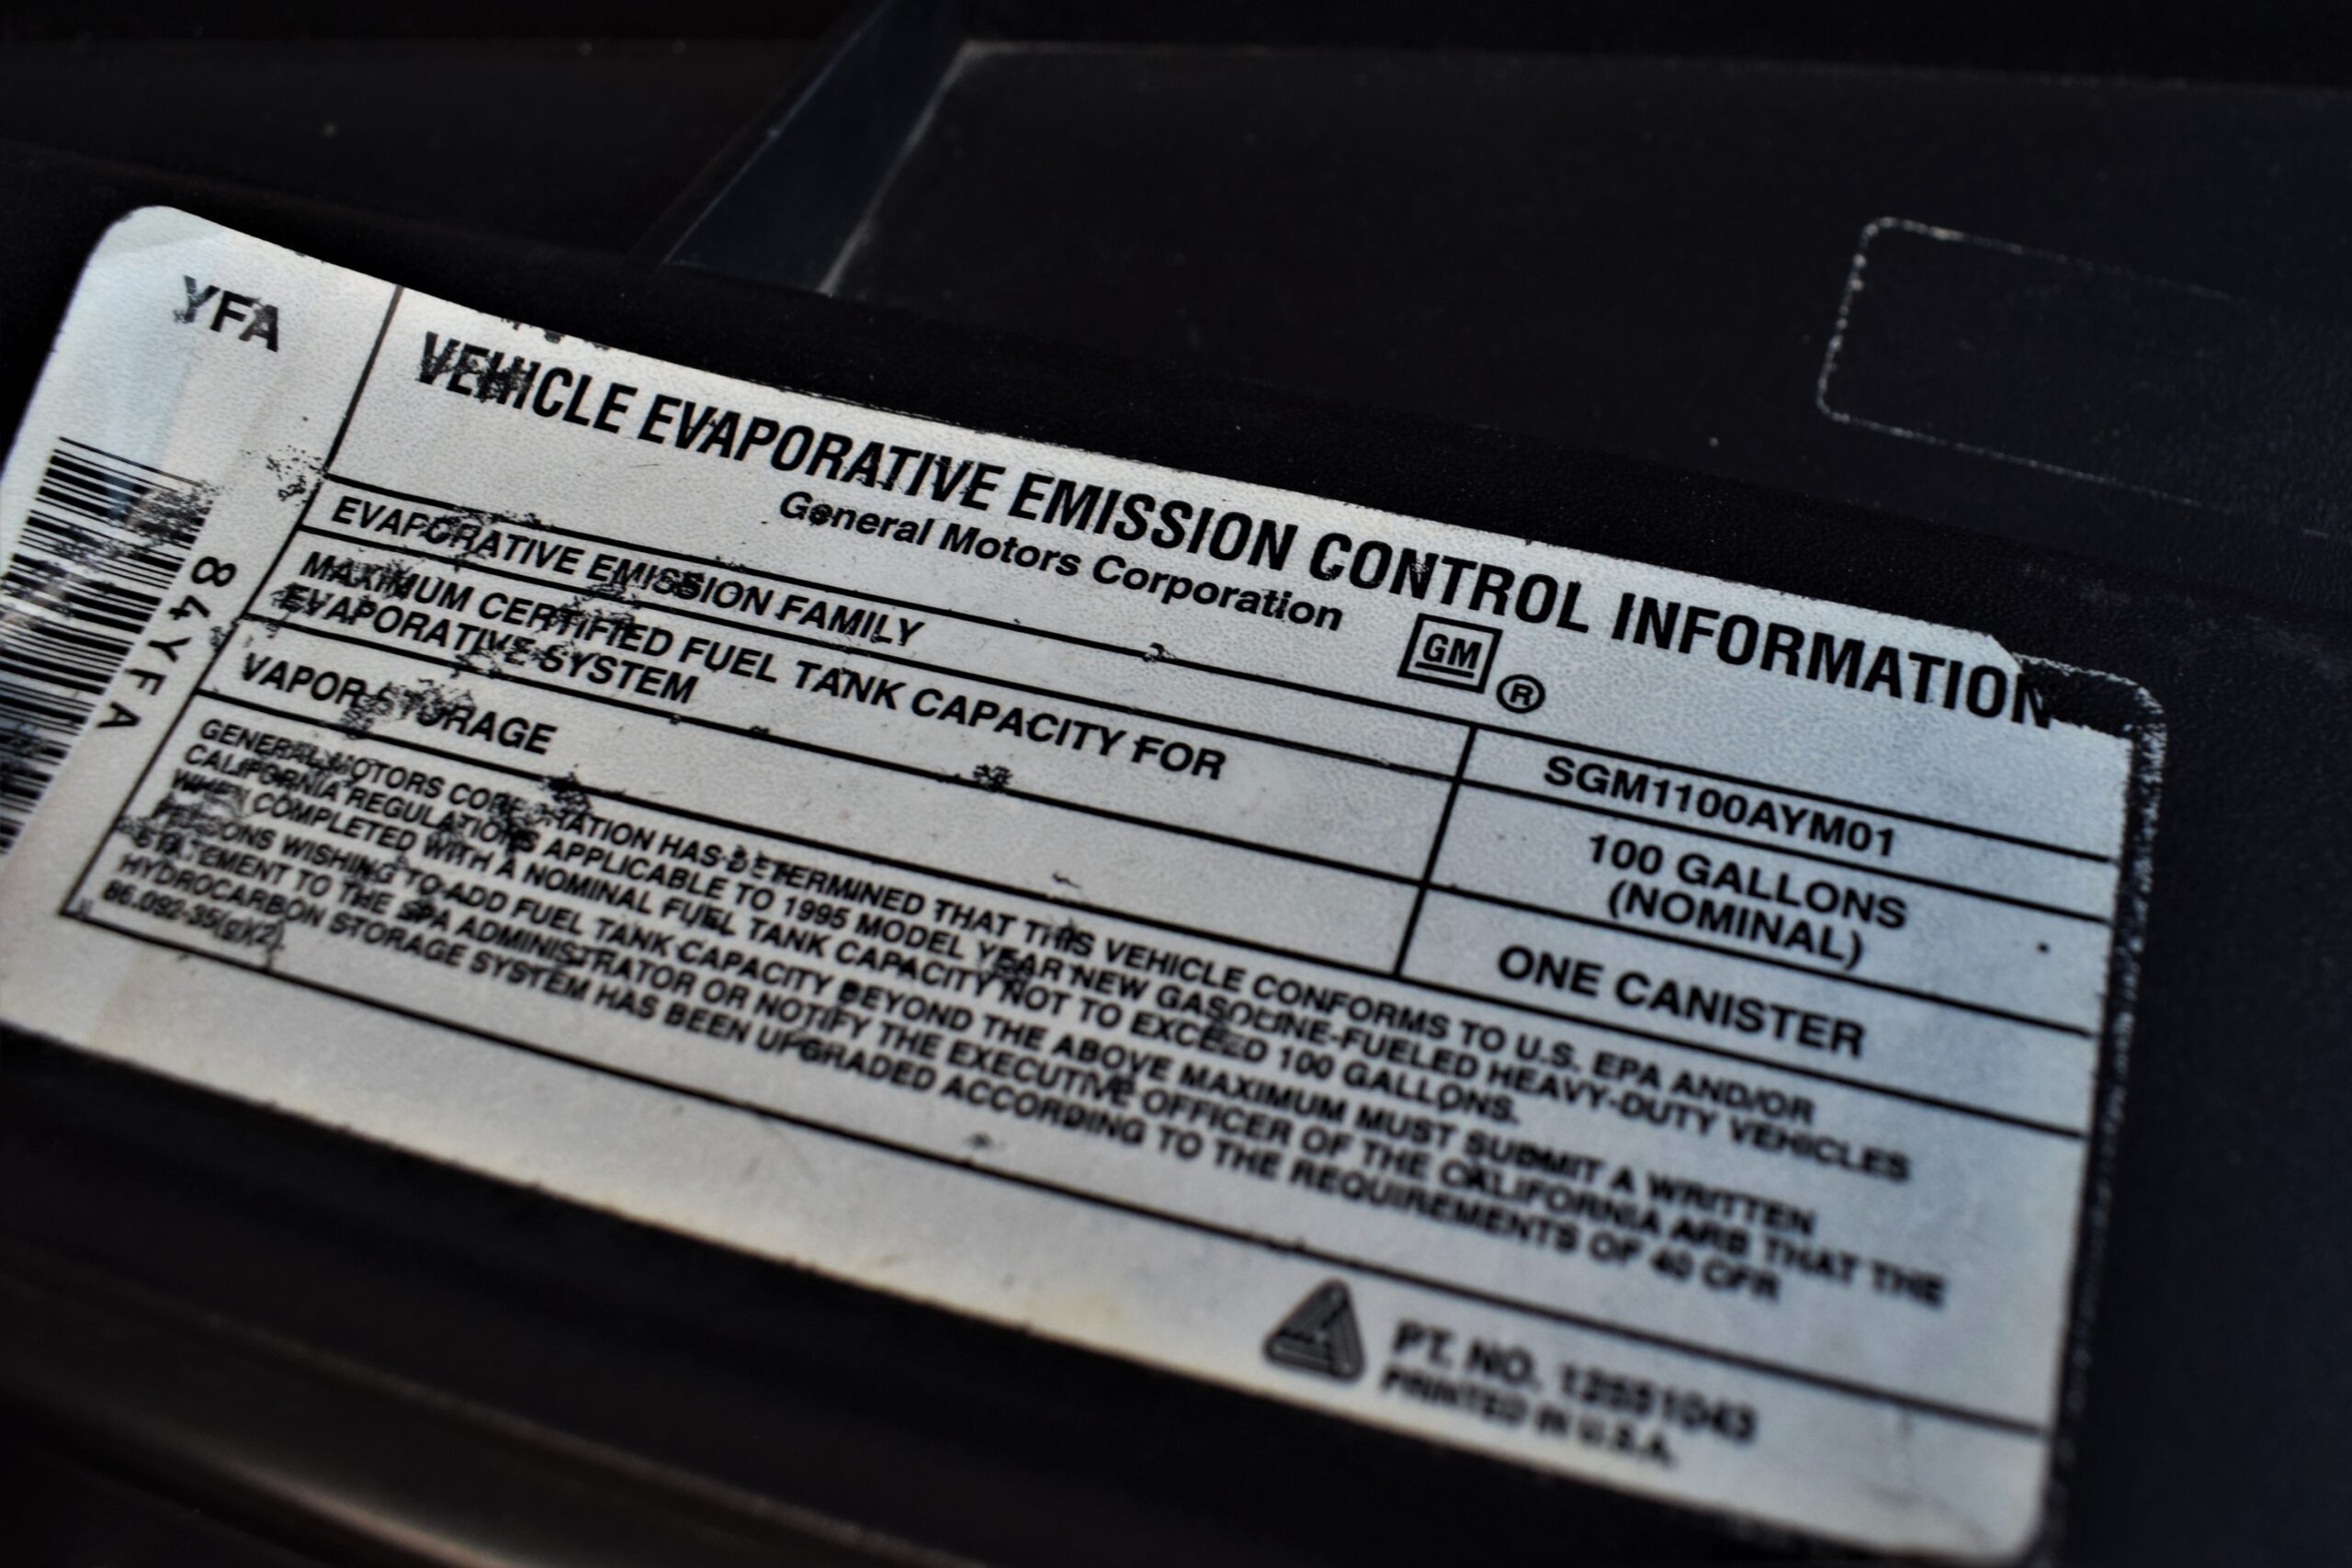 YFA
84YFA
VEHICLE EVAPORATIVE EMISSION CONTROL INFORMATION
General Motors Corporation
GM ®
EVAPORATIVE EMISSION FAMILY
SGM1100AYM01
MAXIMUM CERTIFIED FUEL TANK CAPACITY FOR
EVAPORATIVE SYSTEM
100 GALLONS
(NOMINAL)
VAPOR STORAGE
ONE CANISTER
GENERAL MOTORS CORPORATION HAS DETERMINED THAT THIS VEHICLE CONFORMS TO U.S. EPA AND/OR
CALIFORNIA REGULATIONS APPLICABLE TO 1995 MODEL YEAR NEW GASOLINE-FUELED HEAVY-DUTY VEHICLES
WHEN COMPLETED WITH A NOMINAL FUEL TANK CAPACITY NOT TO EXCEED 100 GALLONS.
PERSONS WISHING TO ADD FUEL TANK CAPACITY BEYOND THE ABOVE MAXIMUM MUST SUBMIT A WRITTEN
STATEMENT TO THE EPA ADMINISTRATOR OR NOTIFY THE EXECUTIVE OFFICER OF THE CALIFORNIA ARB THAT THE
HYDROCARBON STORAGE SYSTEM HAS BEEN UPGRADED ACCORDING TO THE REQUIREMENTS OF 40 CFR
86.092-35(g)(2).
PT. NO. 12551043
PRINTED IN U.S.A.